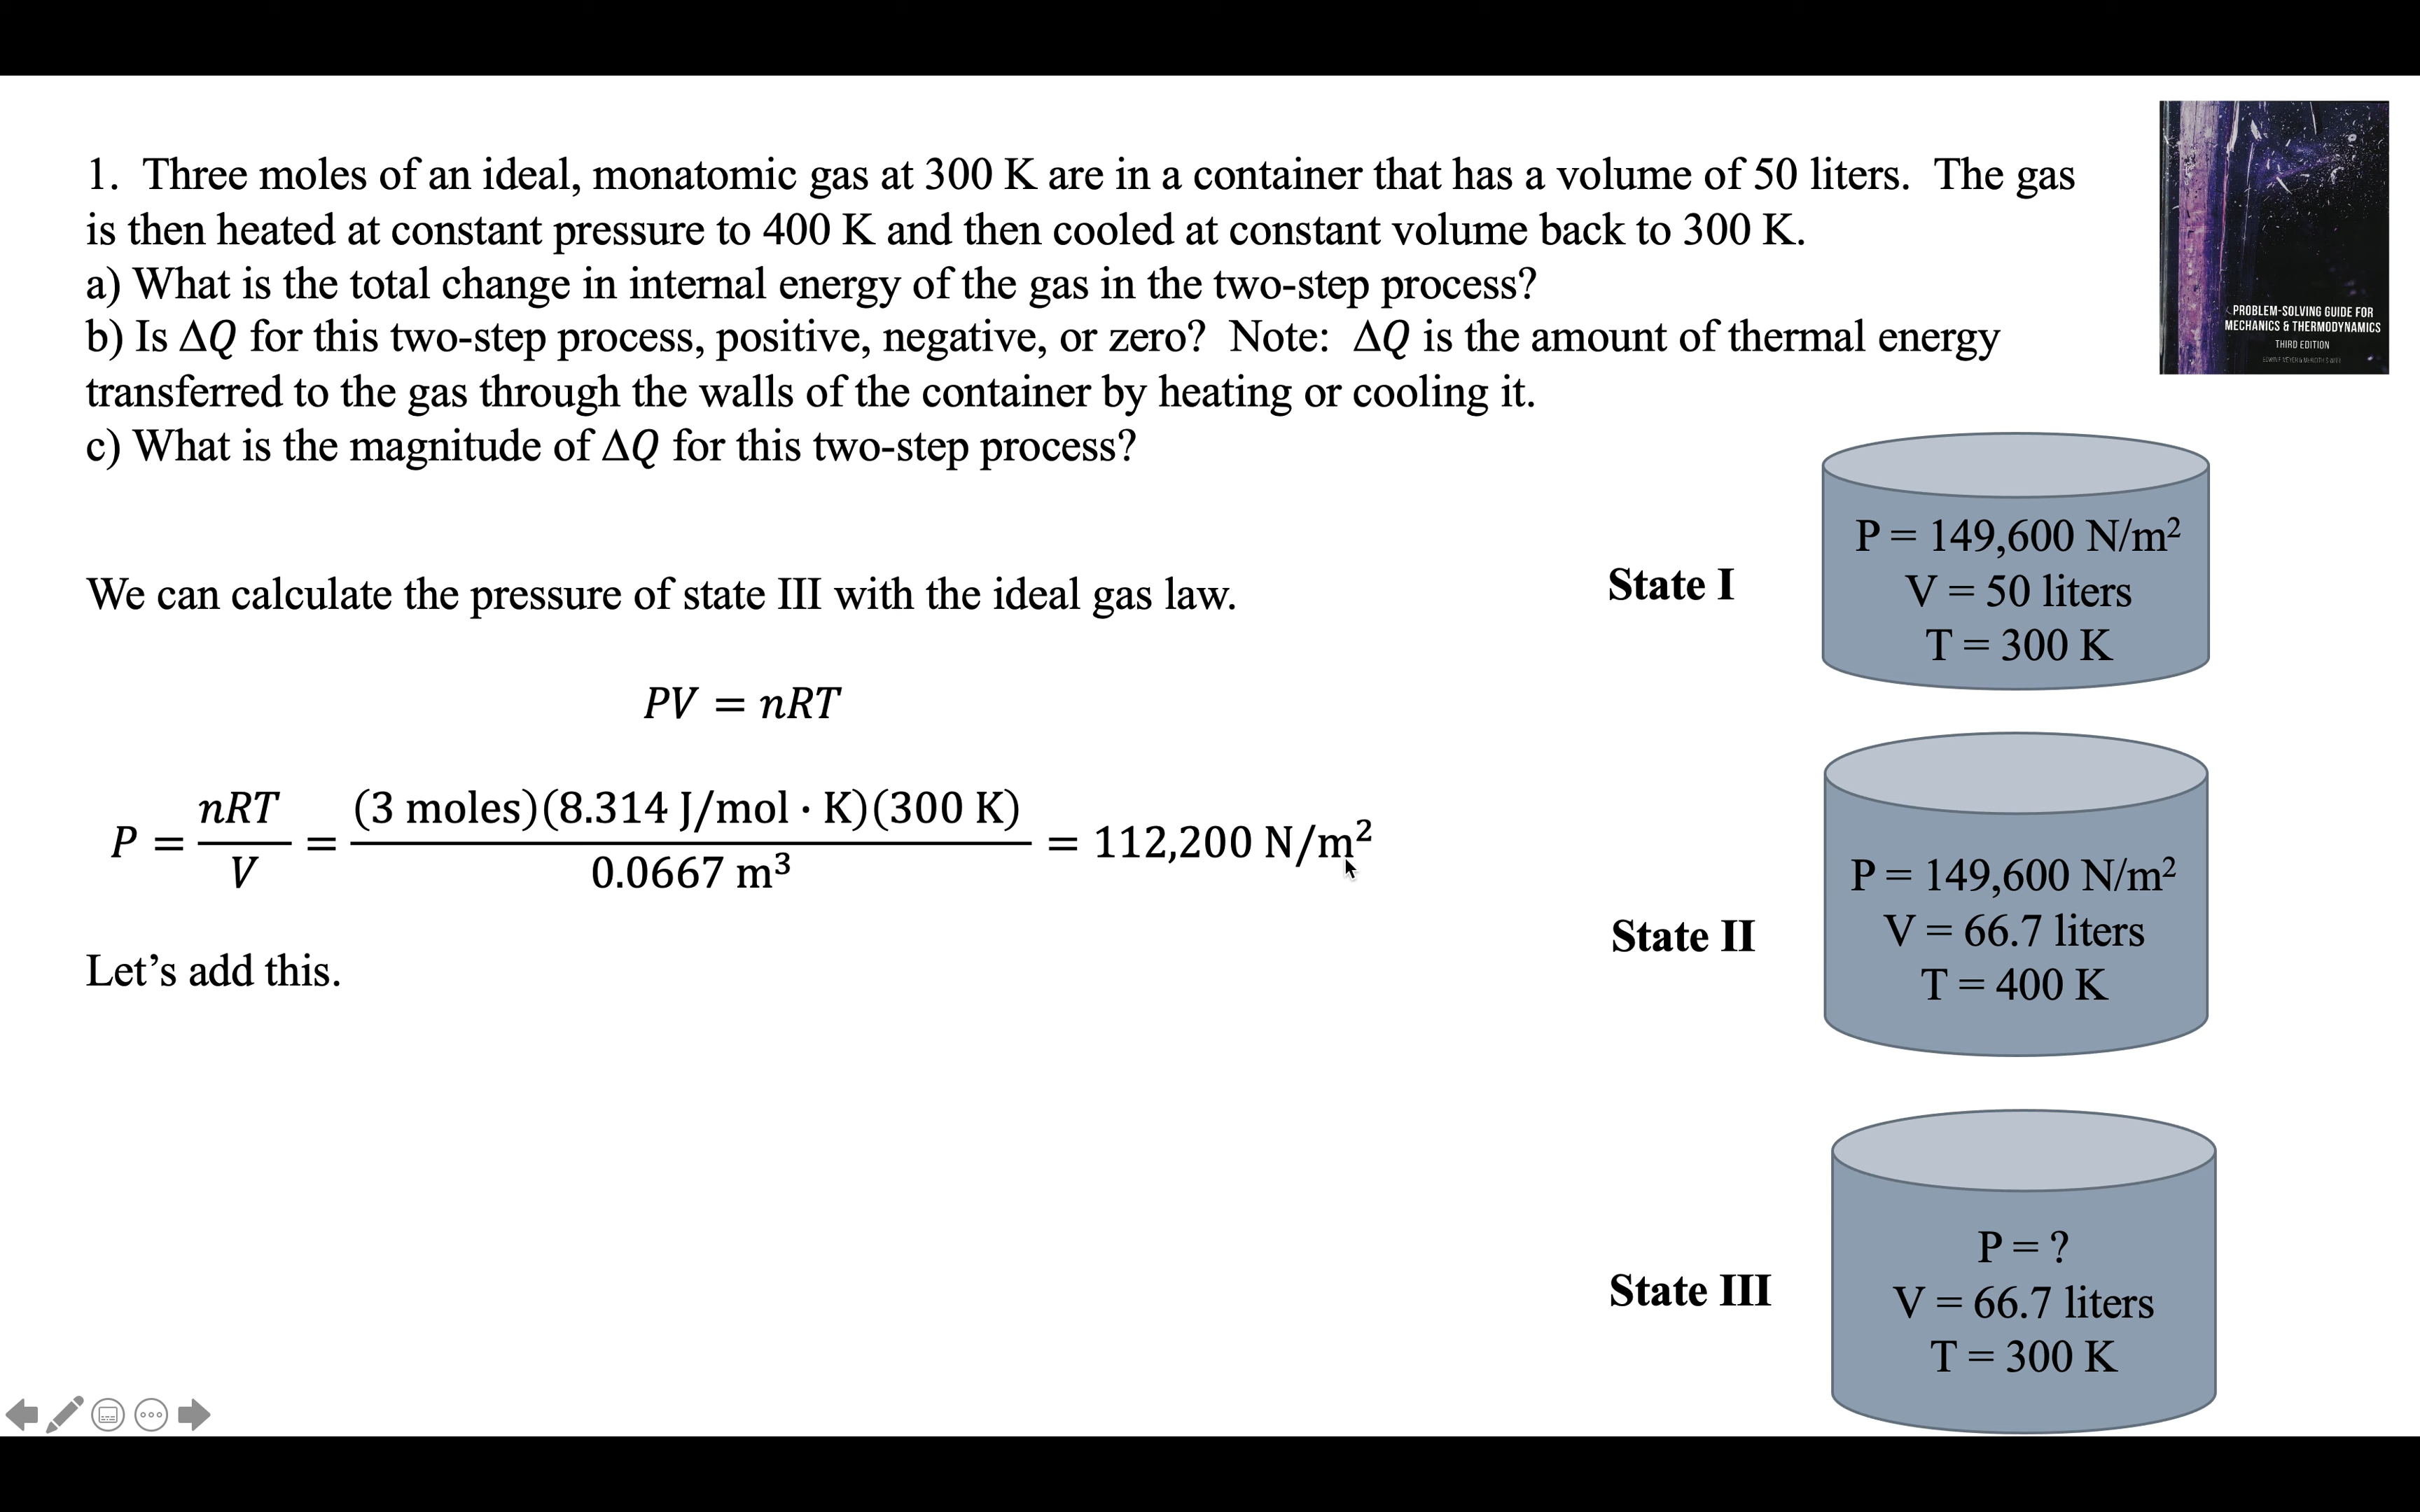 1. Three moles of an ideal, monatomic gas at 300 K are in a container that has a volume of 50 liters. The gas
is then heated at constant pressure to 400 K and then cooled at constant volume back to 300 K.
a) What is the total change in internal energy of the gas in the two-step process?
b) Is ΔQ for this two-step process, positive, negative, or zero? Note: ΔQ is the amount of thermal energy
transferred to the gas through the walls of the container by heating or cooling it.
c) What is the magnitude of ΔQ for this two-step process?
PROBLEM-SOLVING GUIDE FOR
MECHANICS & THERMODYNAMICS
THIRD EDITION
We can calculate the pressure of state III with the ideal gas law.
PV = nRT
P = nRT/V = (3 moles)(8.314 J/mol · K)(300 K)/0.0667 m³ = 112,200 N/m²
Let's add this.
State I
P = 149,600 N/m²
V = 50 liters
T = 300 K
State II
P = 149,600 N/m²
V = 66.7 liters
T = 400 K
State III
P = ?
V = 66.7 liters
T = 300 K